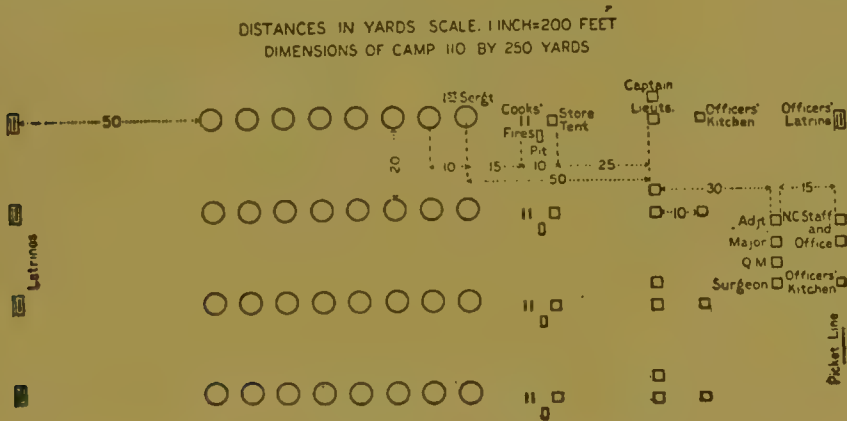 DISTANCES IN YARDS SCALE. 1 INCH=200 FEET
DIMENSIONS OF CAMP 110 BY 250 YARDS
Captain
Lieuts.
1st Sergt
Cooks'
Fires
Pit
Store
Tent
Officers'
Kitchen
Officers'
Latrine
50
20
10
15
10
25
50
30
15
10
Adjt
Major
Q M
Surgeon
N.C. Staff
and
Office
Officers'
Kitchen
Latrines
Picket Line